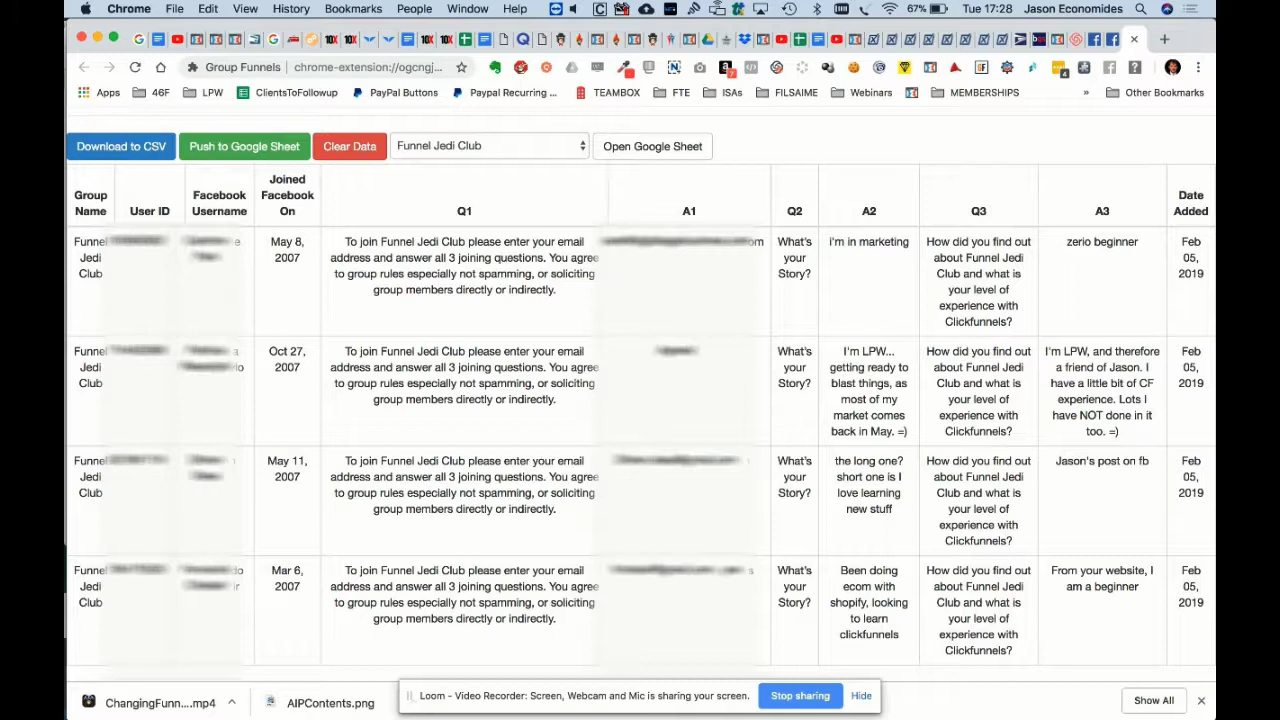 Chrome File Edit View History Bookmarks People Window Help 67% Tue 17:28 Jason Economides
Group Funnels chrome-extension://ogcngj...
Apps 46F LPW ClientsToFollowup PayPal Buttons Paypal Recurring ... TEAMBOX FTE ISAs FILSAIME Webinars MEMBERSHIPS » Other Bookmarks
Download to CSV Push to Google Sheet Clear Data Funnel Jedi Club Open Google Sheet
Group Name User ID Facebook Username Joined Facebook On Q1 A1 Q2 A2 Q3 A3 Date Added
Funnel Jedi Club
May 8, 2007
To join Funnel Jedi Club please enter your email
address and answer all 3 joining questions. You agree
to group rules especially not spamming, or soliciting
group members directly or indirectly.
What's your Story?
i'm in marketing
How did you find out
about Funnel Jedi
Club and what is
your level of
experience with
Clickfunnels?
zerio beginner
Feb 05, 2019
Funnel Jedi Club
Oct 27, 2007
To join Funnel Jedi Club please enter your email
address and answer all 3 joining questions. You agree
to group rules especially not spamming, or soliciting
group members directly or indirectly.
What's your Story?
I'm LPW...
getting ready to
blast things, as
most of my
market comes
back in May. =)
How did you find out
about Funnel Jedi
Club and what is
your level of
experience with
Clickfunnels?
I'm LPW, and therefore
a friend of Jason. I
have a little bit of CF
experience. Lots I
have NOT done in it
too. =)
Feb 05, 2019
Funnel Jedi Club
May 11, 2007
To join Funnel Jedi Club please enter your email
address and answer all 3 joining questions. You agree
to group rules especially not spamming, or soliciting
group members directly or indirectly.
What's your Story?
the long one?
short one is I
love learning
new stuff
How did you find out
about Funnel Jedi
Club and what is
your level of
experience with
Clickfunnels?
Jason's post on fb
Feb 05, 2019
Funnel Jedi Club
Mar 6, 2007
To join Funnel Jedi Club please enter your email
address and answer all 3 joining questions. You agree
to group rules especially not spamming, or soliciting
group members directly or indirectly.
What's your Story?
Been doing
ecom with
shopify, looking
to learn
clickfunnels
How did you find out
about Funnel Jedi
Club and what is
your level of
experience with
Clickfunnels?
From your website, I
am a beginner
Feb 05, 2019
ChangingFunn....mp4 AIPContents.png Loom - Video Recorder: Screen, Webcam and Mic is sharing your screen. Stop sharing Hide Show All